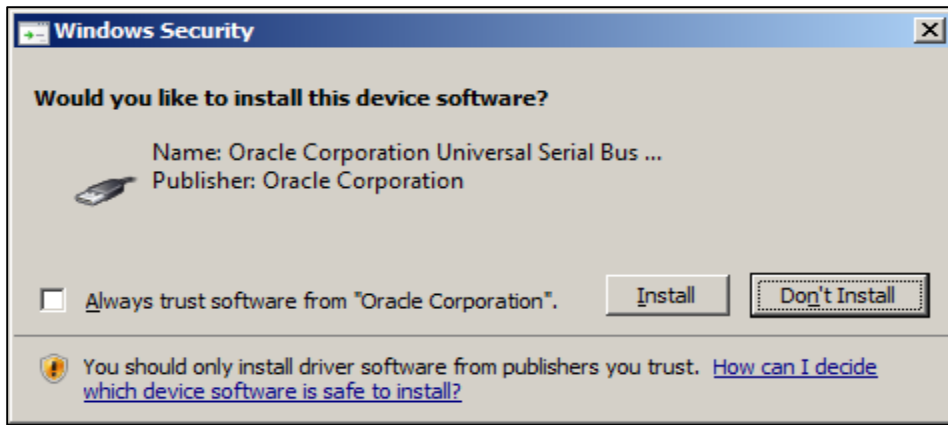 Windows Security
Would you like to install this device software?
Name: Oracle Corporation Universal Serial Bus ...
Publisher: Oracle Corporation
Always trust software from "Oracle Corporation".
Install
Don't Install
You should only install driver software from publishers you trust. How can I decide
which device software is safe to install?